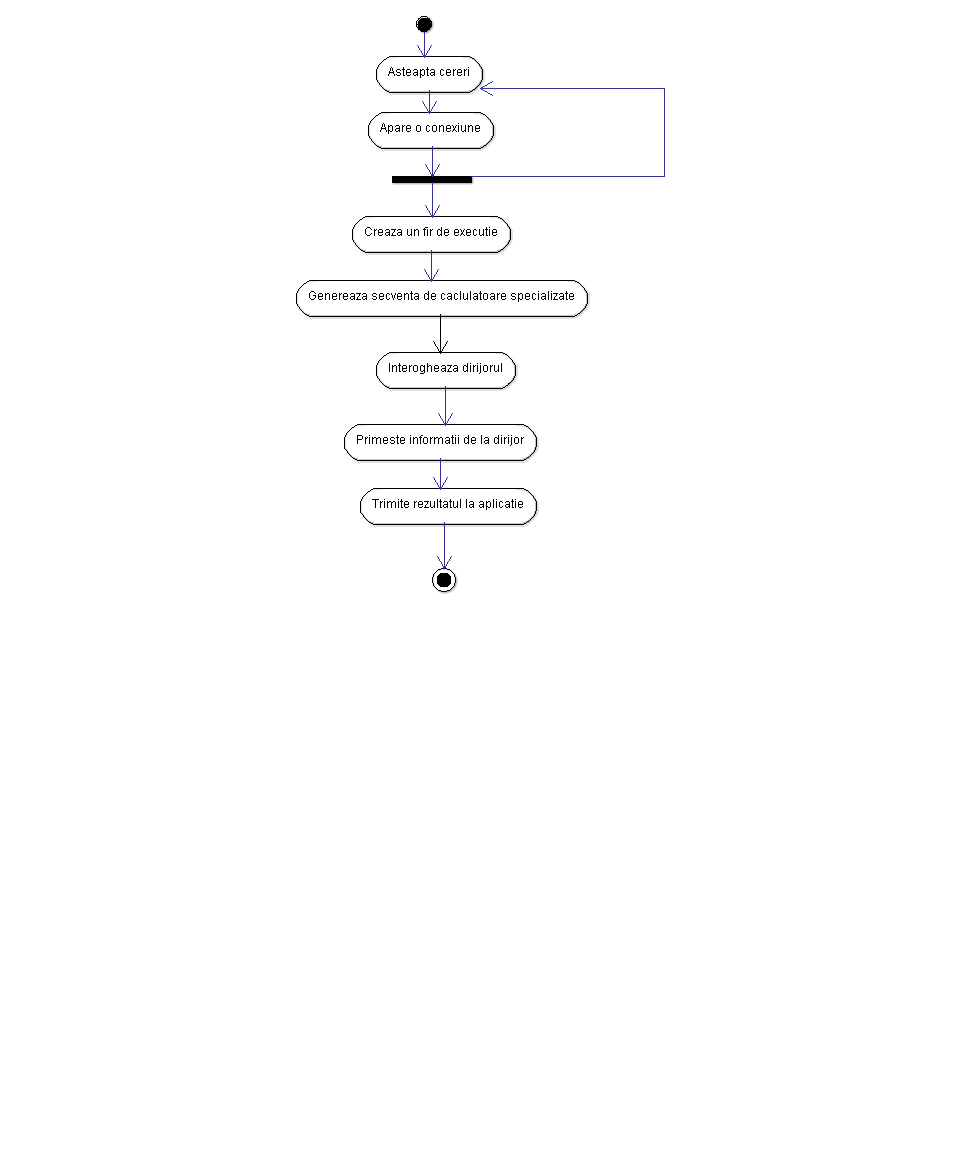 Asteapta cereri
Apare o conexiune
Creaza un fir de executie
Genereaza secventa de caclulatoare specializate
Interogheaza dirijorul
Primeste informatii de la dirijor
Trimite rezultatul la aplicatie